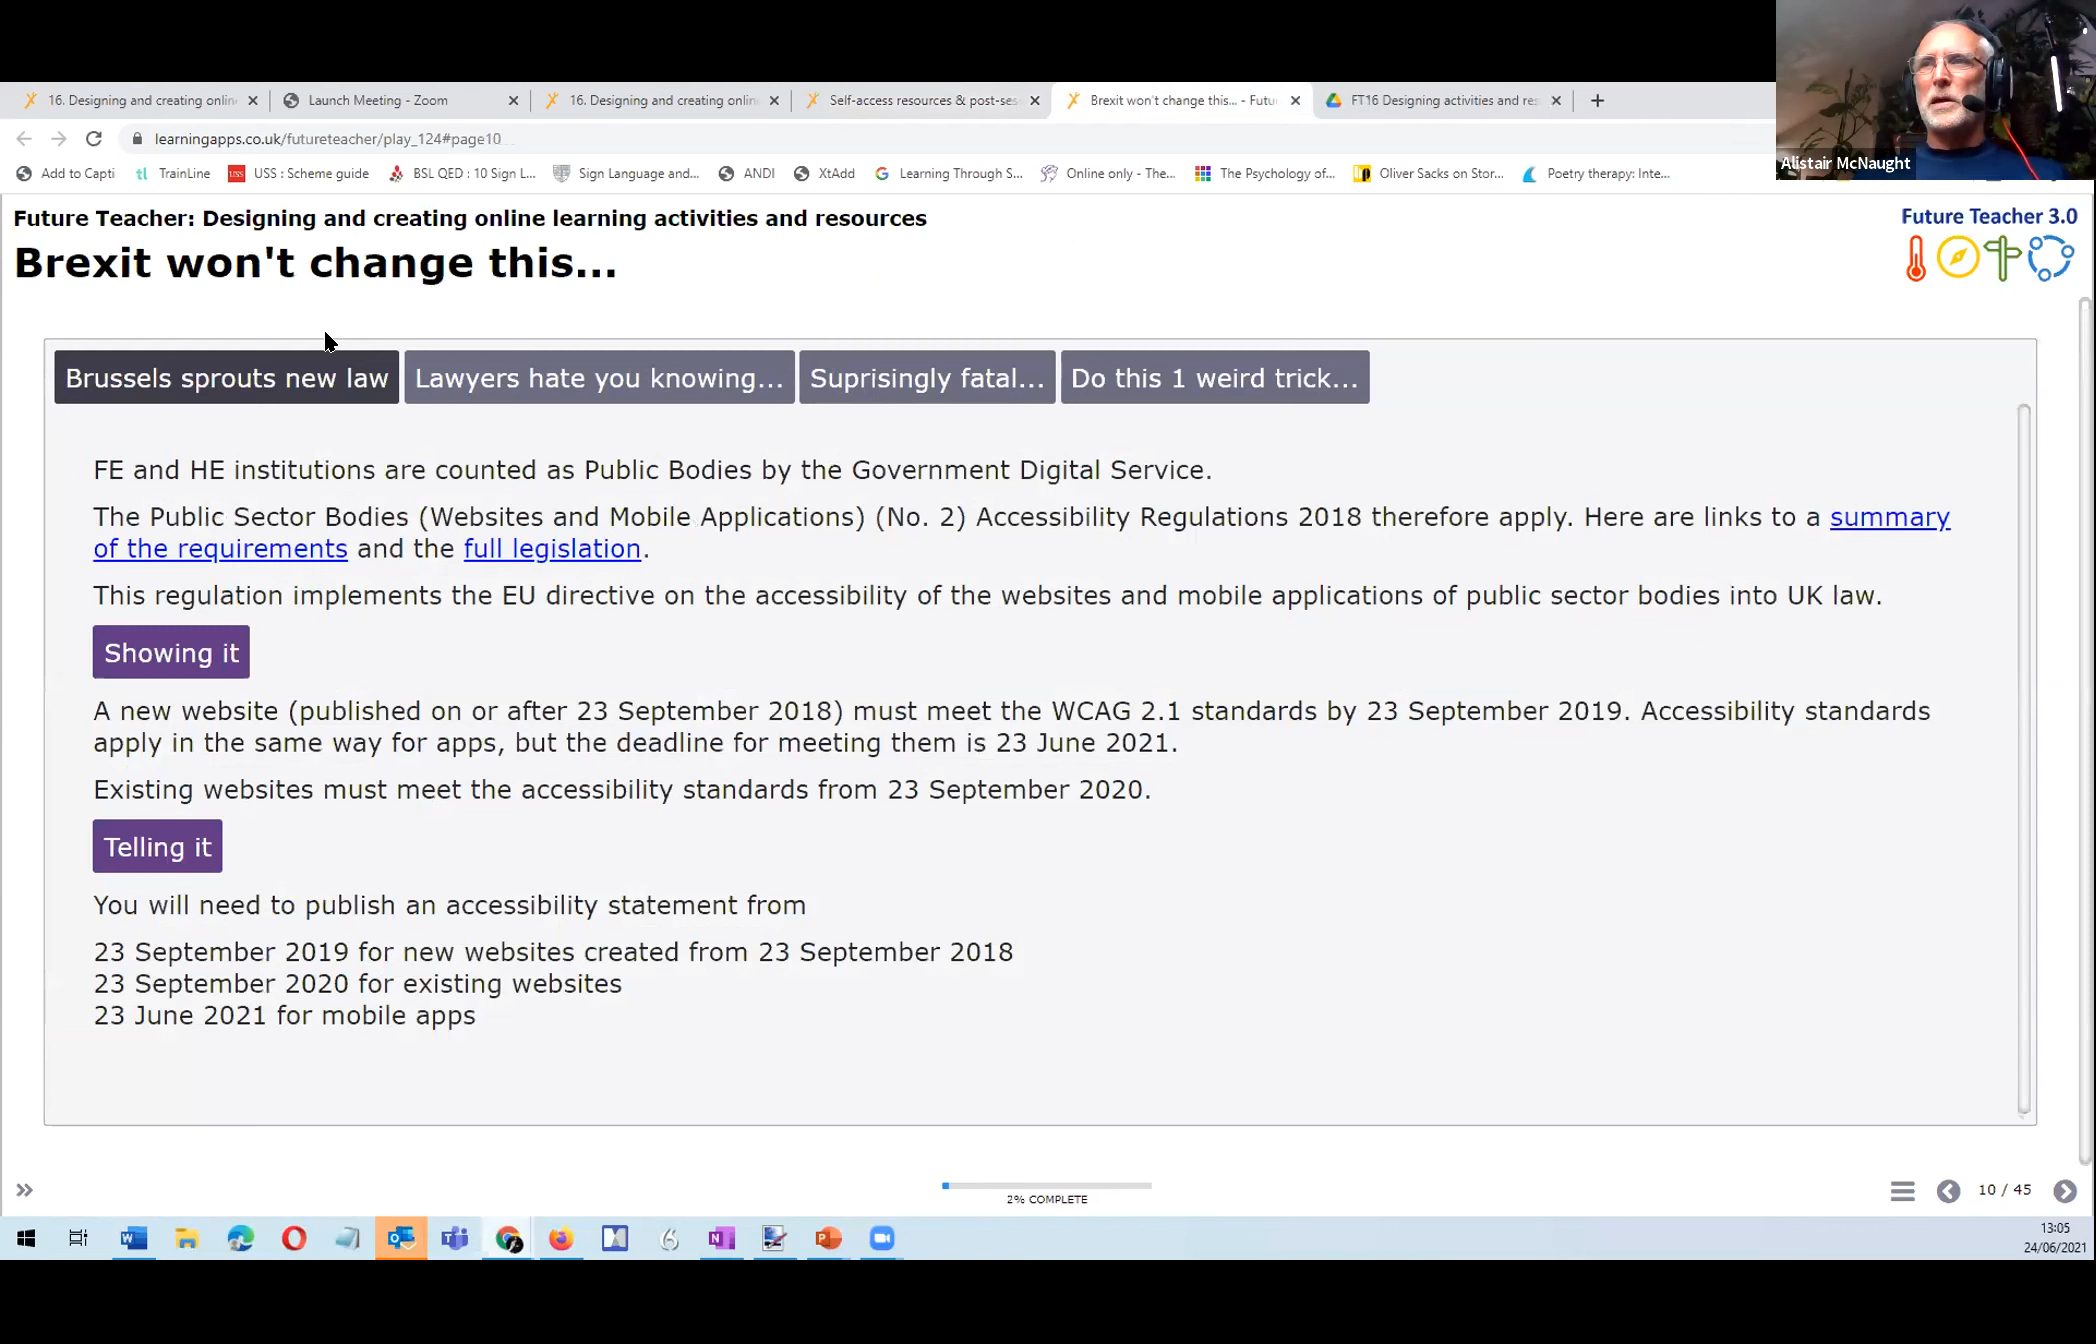 16. Designing and creating onlin
Launch Meeting - Zoom
16. Designing and creating onlin
Self-access resources & post-ses
Brexit won't change this... - Futu
FT16 Designing activities and re
learningapps.co.uk/futureteacher/play_124#page10
Add to Capti
TrainLine
USS : Scheme guide
BSL QED : 10 Sign L...
Sign Language and...
ANDI
XtAdd
Learning Through S...
Online only - The...
The Psychology of...
Oliver Sacks on Stor...
Poetry therapy: Inte...
Alistair McNaught
Future Teacher: Designing and creating online learning activities and resources
Brexit won't change this...
Future Teacher 3.0
Brussels sprouts new law
Lawyers hate you knowing...
Suprisingly fatal...
Do this 1 weird trick...
FE and HE institutions are counted as Public Bodies by the Government Digital Service.
The Public Sector Bodies (Websites and Mobile Applications) (No. 2) Accessibility Regulations 2018 therefore apply. Here are links to a summary
of the requirements and the full legislation.
This regulation implements the EU directive on the accessibility of the websites and mobile applications of public sector bodies into UK law.
Showing it
A new website (published on or after 23 September 2018) must meet the WCAG 2.1 standards by 23 September 2019. Accessibility standards
apply in the same way for apps, but the deadline for meeting them is 23 June 2021.
Existing websites must meet the accessibility standards from 23 September 2020.
Telling it
You will need to publish an accessibility statement from
23 September 2019 for new websites created from 23 September 2018
23 September 2020 for existing websites
23 June 2021 for mobile apps
2% COMPLETE
10 / 45
13:05
24/06/2021